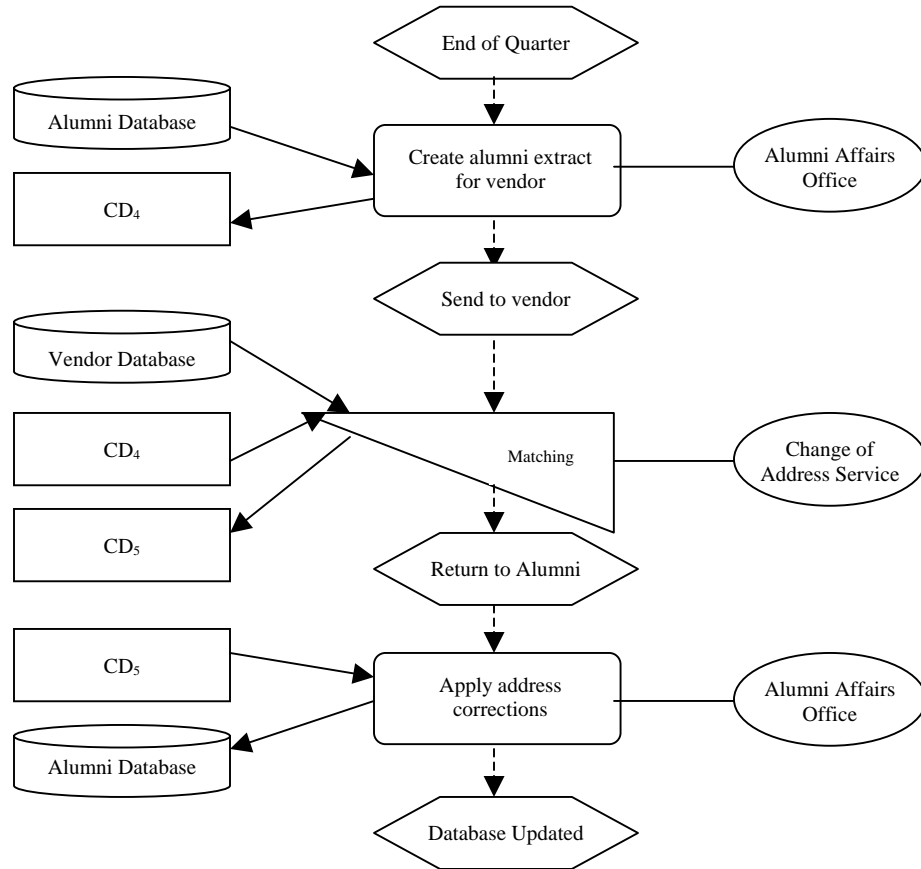 End of Quarter
Alumni Database
Create alumni extract
for vendor
Alumni Affairs
Office
CD₄
Send to vendor
Vendor Database
CD₄
Matching
Change of
Address Service
CD₅
Return to Alumni
CD₅
Apply address
corrections
Alumni Affairs
Office
Alumni Database
Database Updated